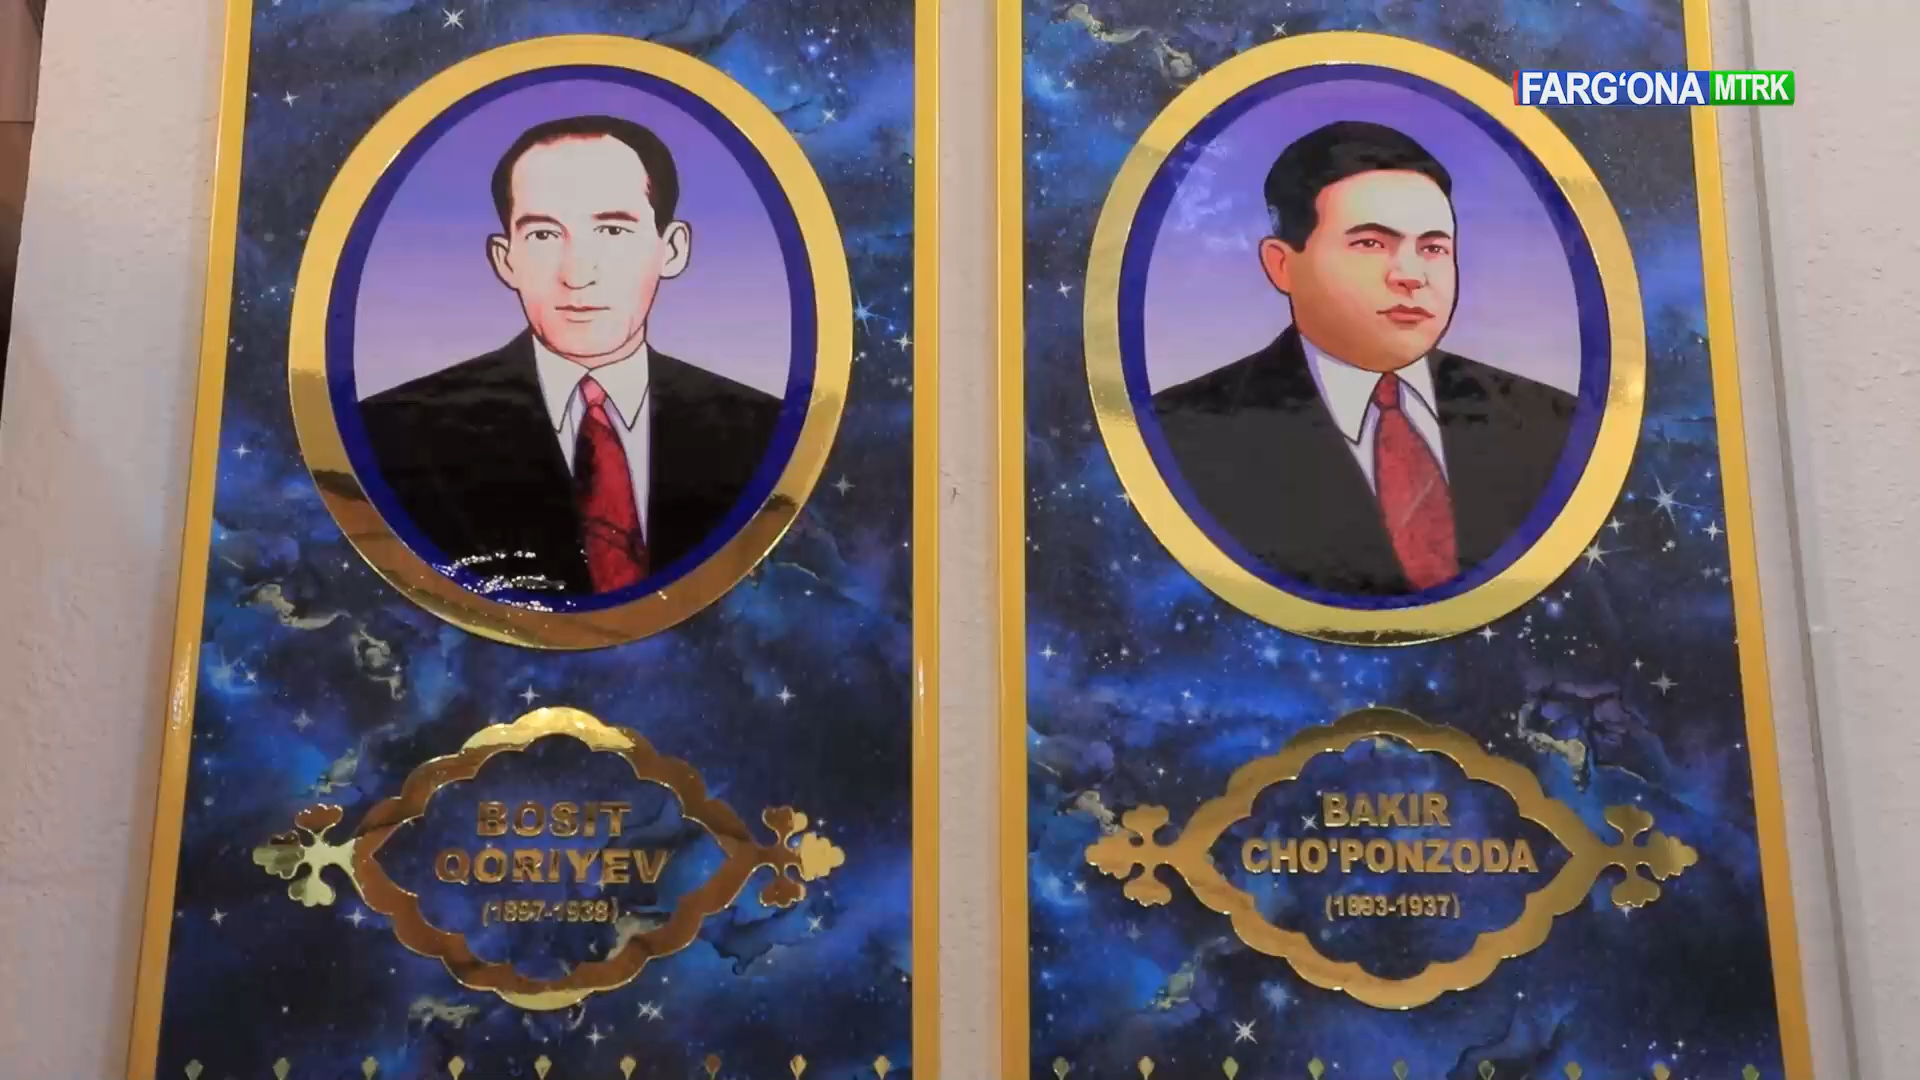 FARG‘ONA MTRK
BOSIT
QORIYEV
(1897-1938)
BAKIR
CHO'PONZODA
(1893-1937)